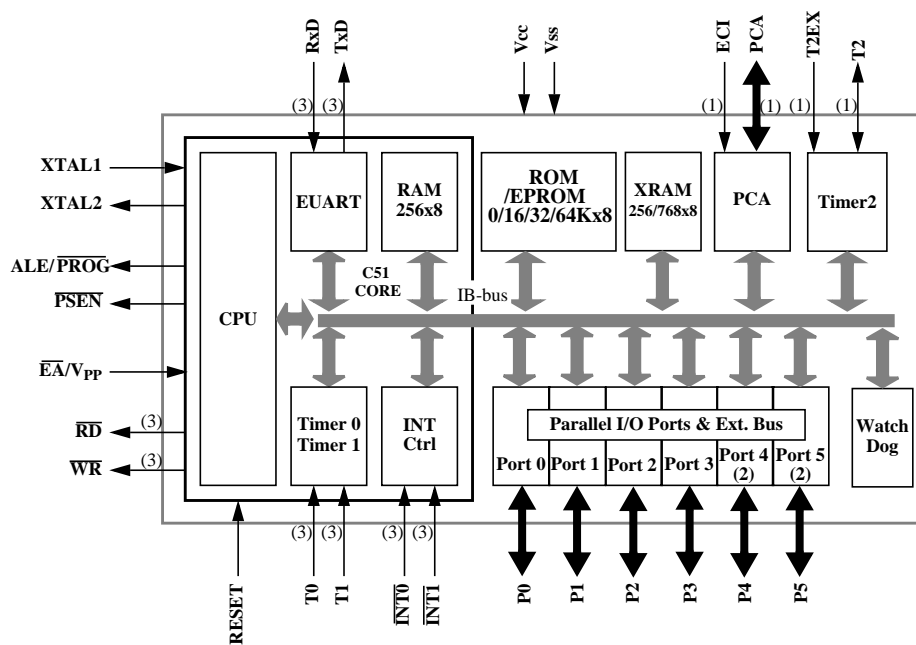 RxD
TxD
Vcc
Vss
ECI
PCA
T2EX
T2
(3)
(3)
(1)
(1)
(1)
(1)
XTAL1
XTAL2
ALE/PROG
PSEN
EA/VPP
RD
(3)
WR
(3)
CPU
EUART
RAM
256x8
C51
CORE
IB-bus
ROM
/EPROM
0/16/32/64Kx8
XRAM
256/768x8
PCA
Timer2
Timer 0
Timer 1
INT
Ctrl
Parallel I/O Ports & Ext. Bus
Port 0
Port 1
Port 2
Port 3
Port 4
(2)
Port 5
(2)
Watch
Dog
(3)
(3)
(3)
(3)
RESET
T0
T1
INT0
INT1
P0
P1
P2
P3
P4
P5